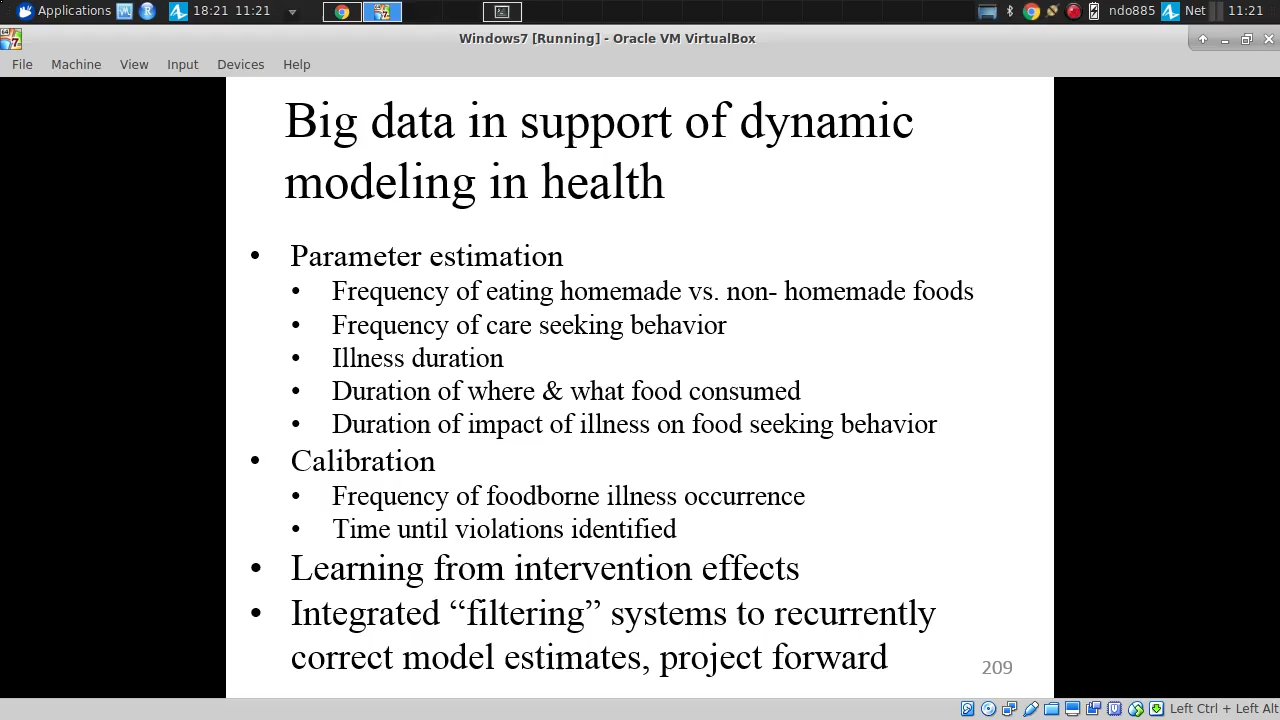 Applications 18:21 11:21 ndo885 Net 11:21
Windows7 [Running] - Oracle VM VirtualBox
File Machine View Input Devices Help
Big data in support of dynamic
modeling in health
• Parameter estimation
• Frequency of eating homemade vs. non- homemade foods
• Frequency of care seeking behavior
• Illness duration
• Duration of where & what food consumed
• Duration of impact of illness on food seeking behavior
• Calibration
• Frequency of foodborne illness occurrence
• Time until violations identified
• Learning from intervention effects
• Integrated “filtering” systems to recurrently
correct model estimates, project forward
209
Left Ctrl + Left Alt